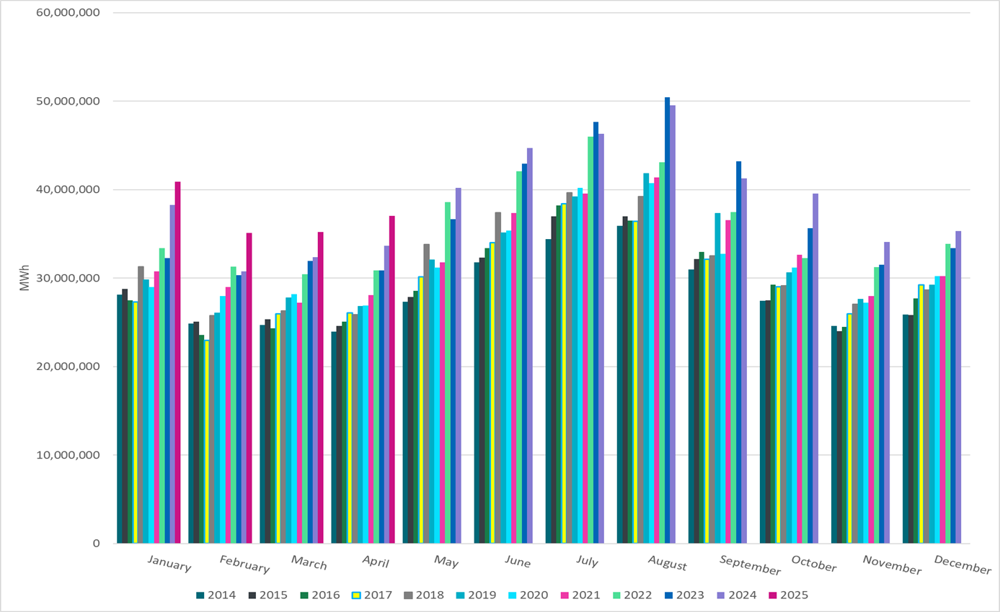 60,000,000
50,000,000
40,000,000
30,000,000
20,000,000
10,000,000
0
MWh
January February March April May June July August September October November December
2014 2015 2016 2017 2018 2019 2020 2021 2022 2023 2024 2025